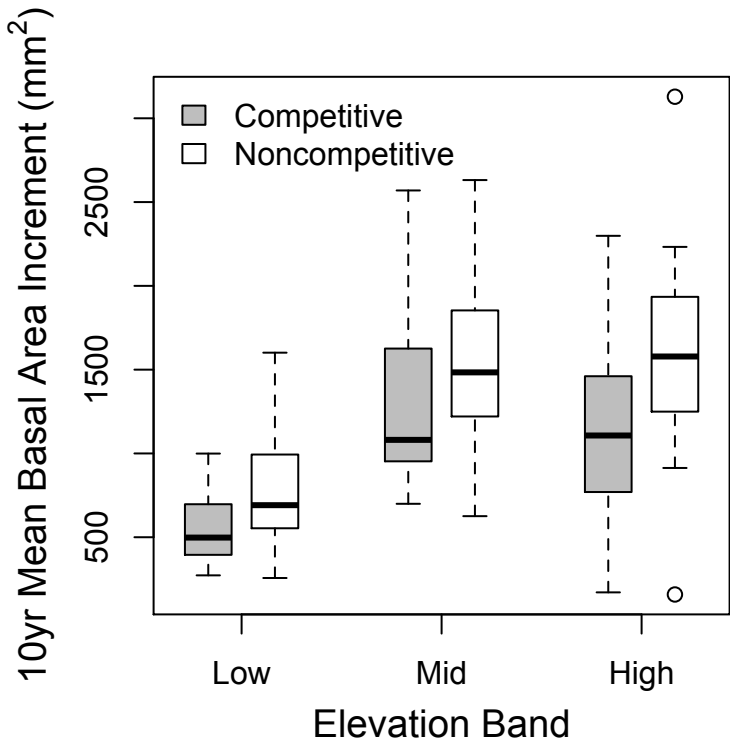 10yr Mean Basal Area Increment (mm²)
2500
1500
500
Competitive
Noncompetitive
Low Mid High
Elevation Band